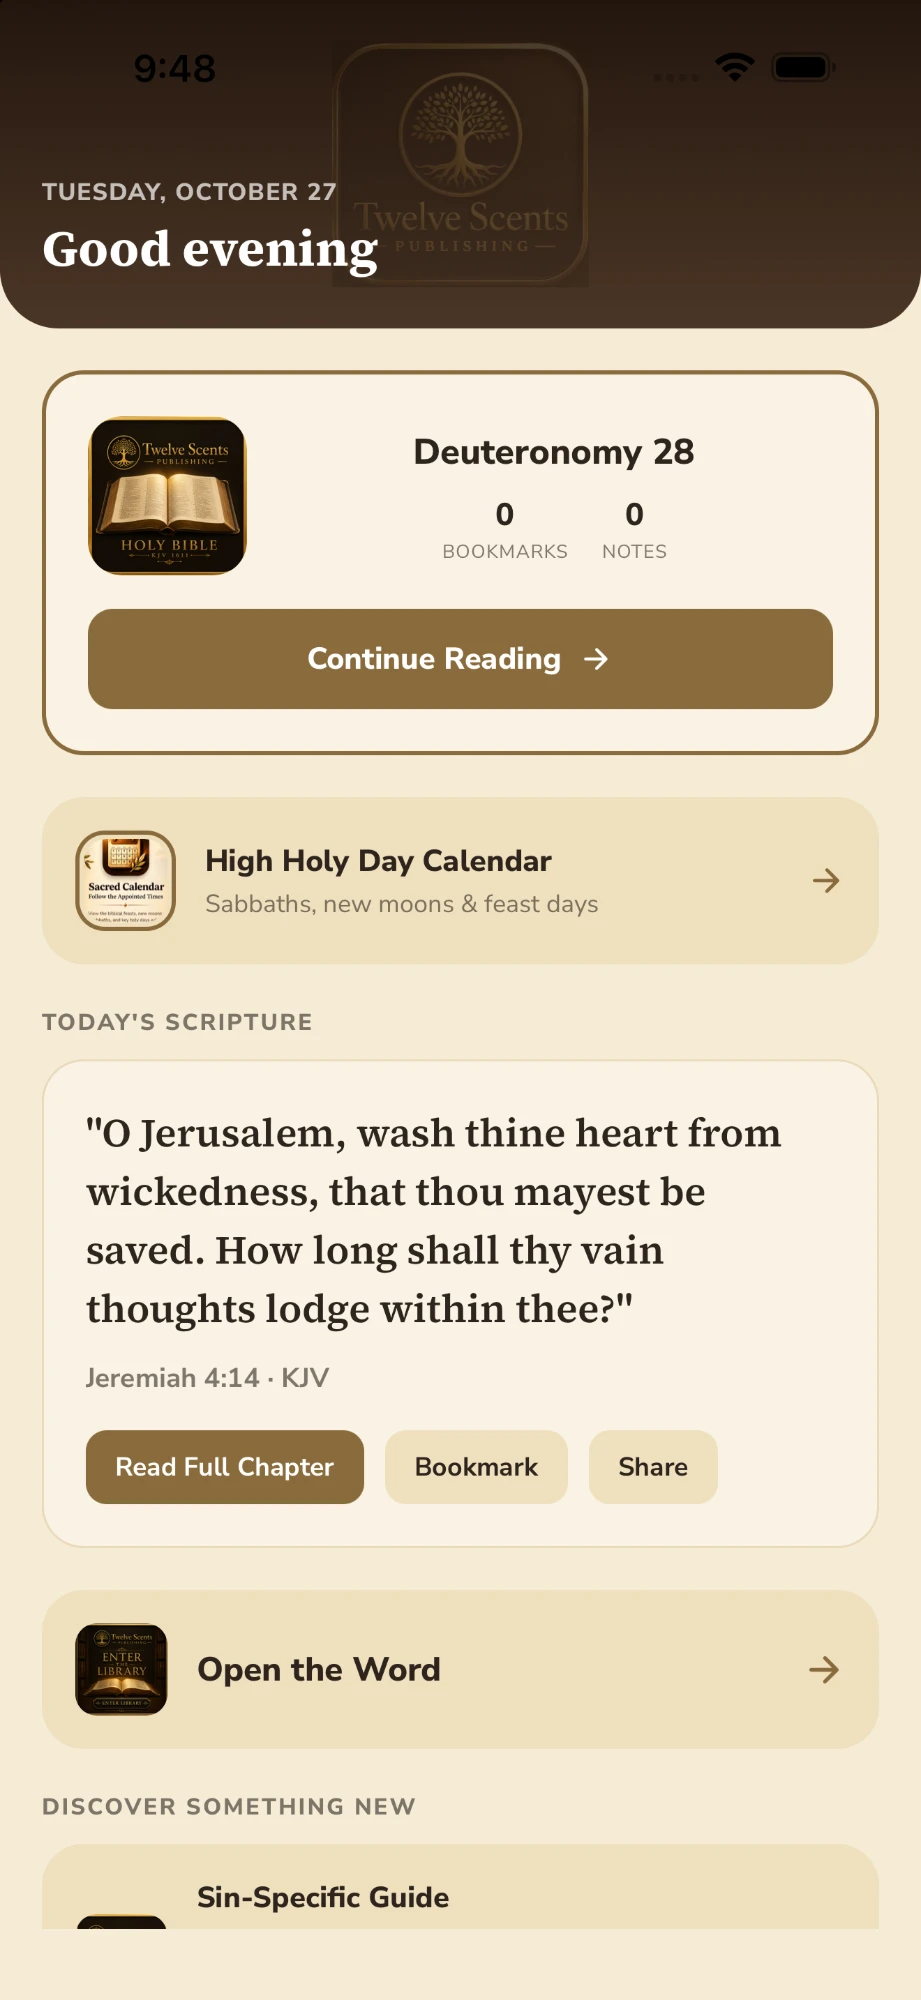 9:48
Twelve Scents
PUBLISHING
TUESDAY, OCTOBER 27
Good evening
Twelve Scents
PUBLISHING
HOLY BIBLE
KJV 1611
Deuteronomy 28
0
BOOKMARKS
0
NOTES
Continue Reading →
Sacred Calendar
Follow the Appointed Times
High Holy Day Calendar
Sabbaths, new moons & feast days
→
TODAY'S SCRIPTURE
"O Jerusalem, wash thine heart from
wickedness, that thou mayest be
saved. How long shall thy vain
thoughts lodge within thee?"
Jeremiah 4:14 · KJV
Read Full Chapter
Bookmark
Share
Twelve Scents
ENTER
THE
LIBRARY
ENTER LIBRARY
Open the Word
→
DISCOVER SOMETHING NEW
Sin-Specific Guide